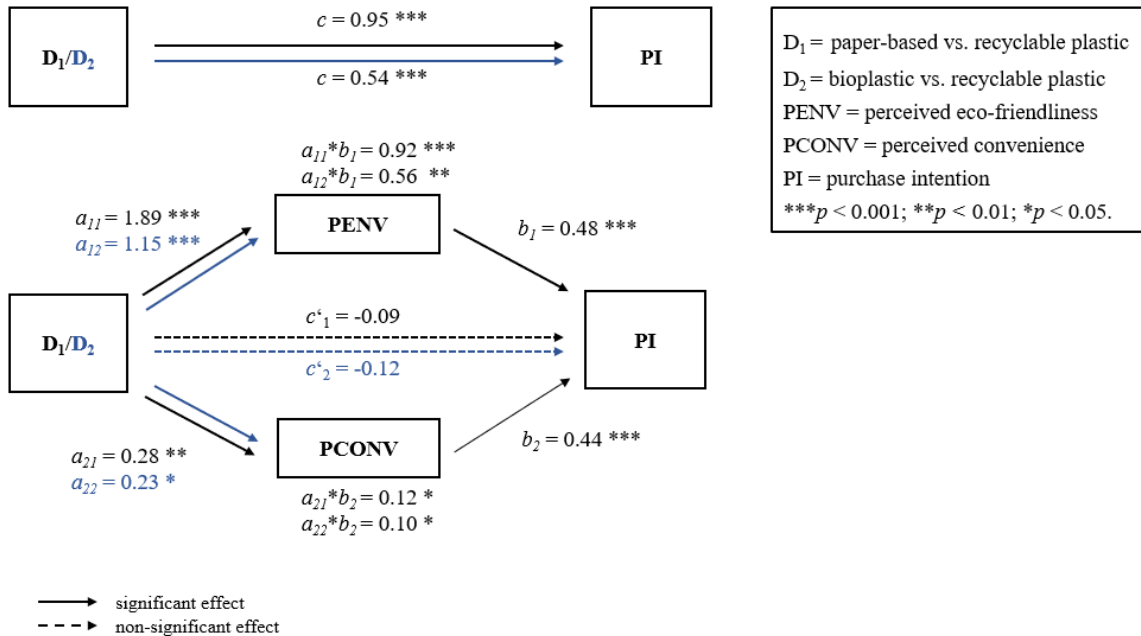 c = 0.95 ***
D₁/D₂
PI
c = 0.54 ***
D₁ = paper-based vs. recyclable plastic
D₂ = bioplastic vs. recyclable plastic
PENV = perceived eco-friendliness
PCONV = perceived convenience
PI = purchase intention
***p < 0.001; **p < 0.01; *p < 0.05.
a₁₁*b₁ = 0.92 ***
a₁₂*b₁ = 0.56 **
a₁₁ = 1.89 ***
a₁₂ = 1.15 ***
PENV
b₁ = 0.48 ***
c‘₁ = -0.09
D₁/D₂
PI
c‘₂ = -0.12
a₂₁ = 0.28 **
a₂₂ = 0.23 *
PCONV
b₂ = 0.44 ***
a₂₁*b₂ = 0.12 *
a₂₂*b₂ = 0.10 *
significant effect
non-significant effect